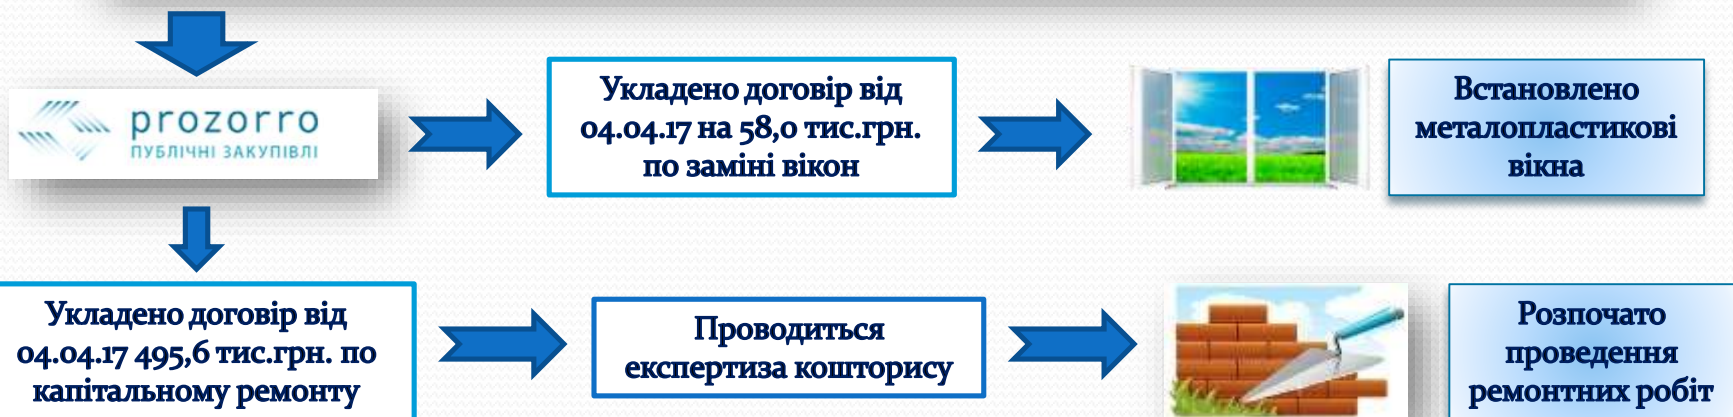 prozorro
ПУБЛІЧНІ ЗАКУПІВЛІ
Укладено договір від
04.04.17 на 58,0 тис.грн.
по заміні вікон
Встановлено
металопластикові
вікна
Укладено договір від
04.04.17 495,6 тис.грн. по
капітальному ремонту
Проводиться
експертиза кошторису
Розпочато
проведення
ремонтних робіт